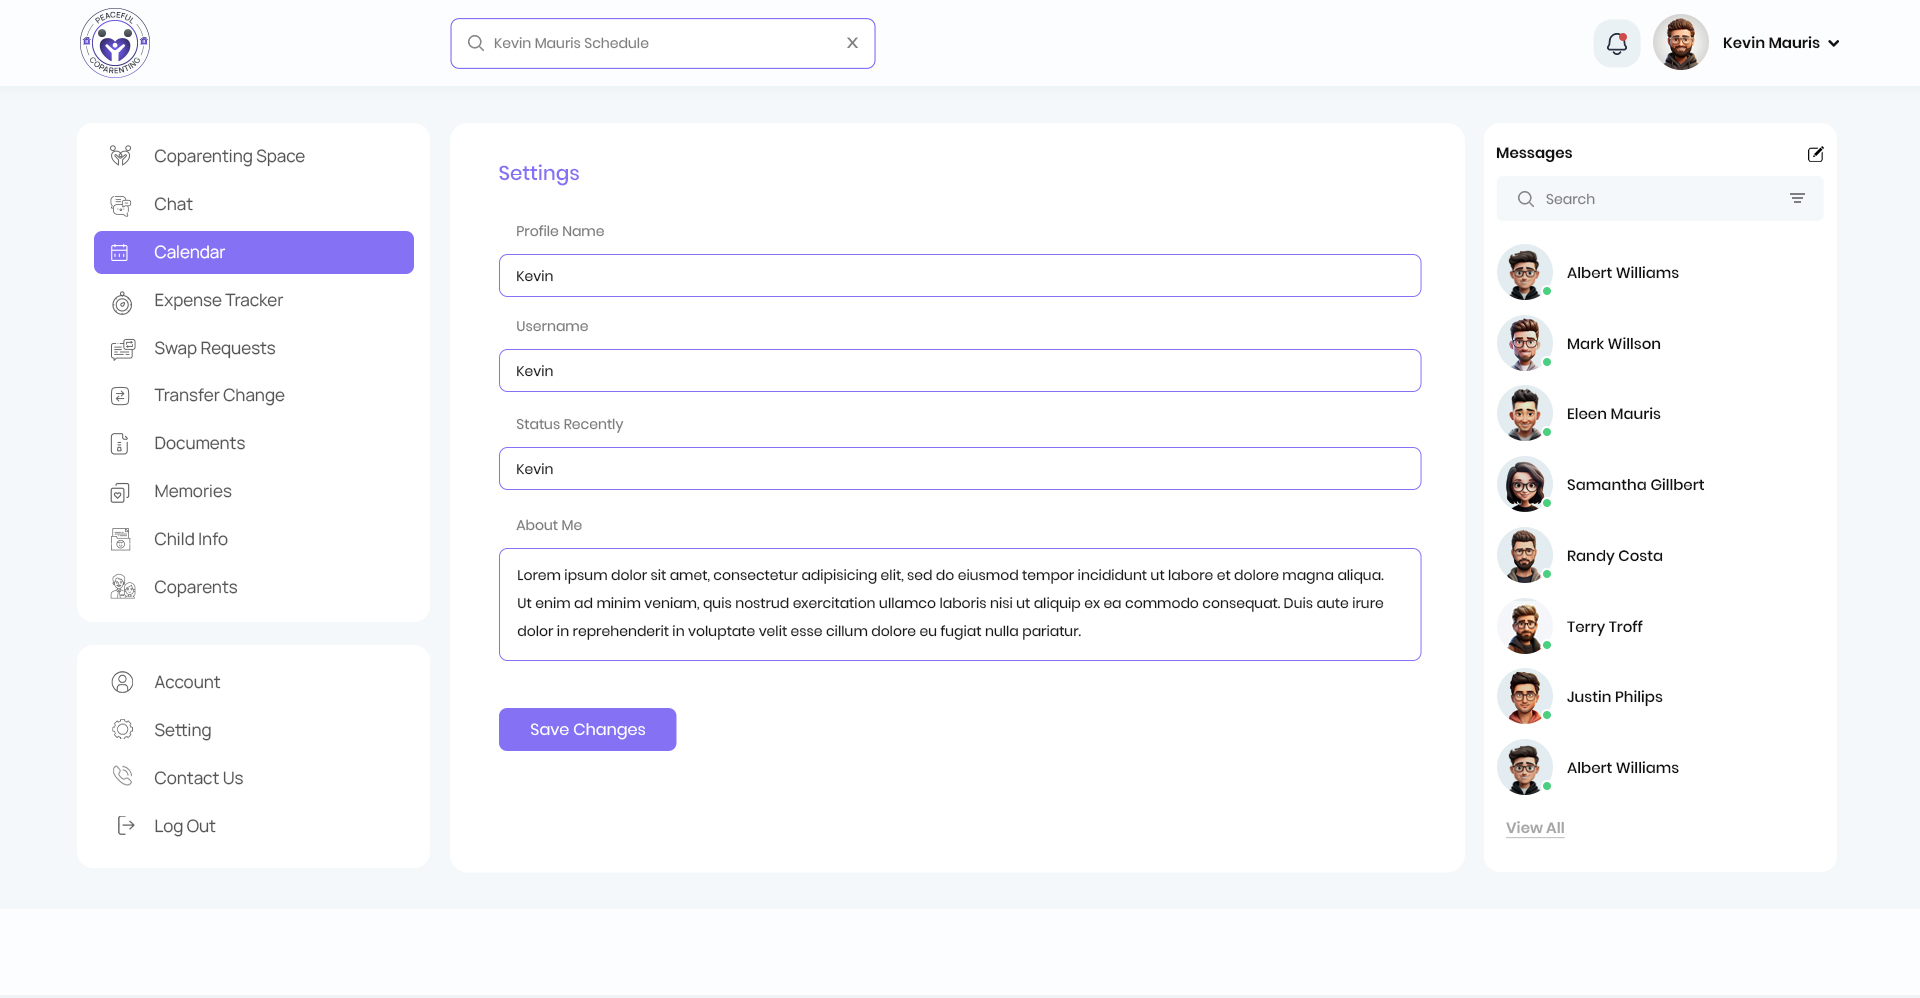 PEACEFUL
COPARENTING
Kevin Mauris Schedule
X
Kevin Mauris
Coparenting Space
Chat
Calendar
Expense Tracker
Swap Requests
Transfer Change
Documents
Memories
Child Info
Coparents
Account
Setting
Contact Us
Log Out
Settings
Profile Name
Kevin
Username
Kevin
Status Recently
Kevin
About Me
Lorem ipsum dolor sit amet, consectetur adipisicing elit, sed do eiusmod tempor incididunt ut labore et dolore magna aliqua.
Ut enim ad minim veniam, quis nostrud exercitation ullamco laboris nisi ut aliquip ex ea commodo consequat. Duis aute irure
dolor in reprehenderit in voluptate velit esse cillum dolore eu fugiat nulla pariatur.
Save Changes
Messages
Search
Albert Williams
Mark Willson
Eleen Mauris
Samantha Gillbert
Randy Costa
Terry Troff
Justin Philips
Albert Williams
View All